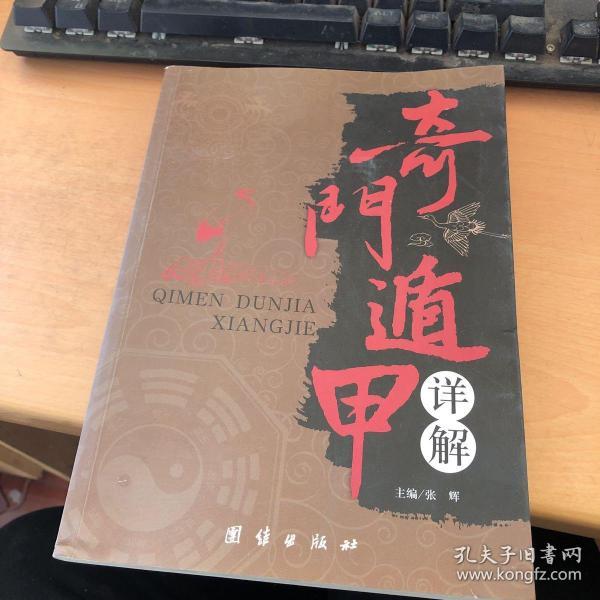 奇門遁甲
详解
QIMEN DUNJIA
XIANGJIE
主编/张 辉
团结出版社
孔夫子旧書网
www.kongfz.com